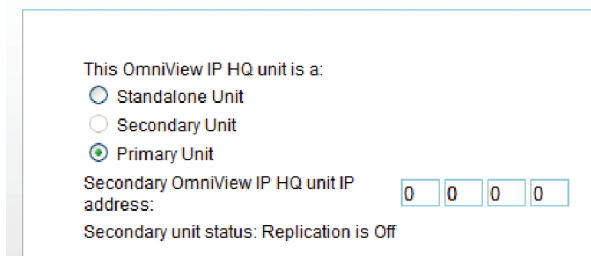 This OmniView IP HQ unit is a:
Standalone Unit
Secondary Unit
Primary Unit
Secondary OmniView IP HQ unit IP
address:
0 0 0 0
Secondary unit status: Replication is Off